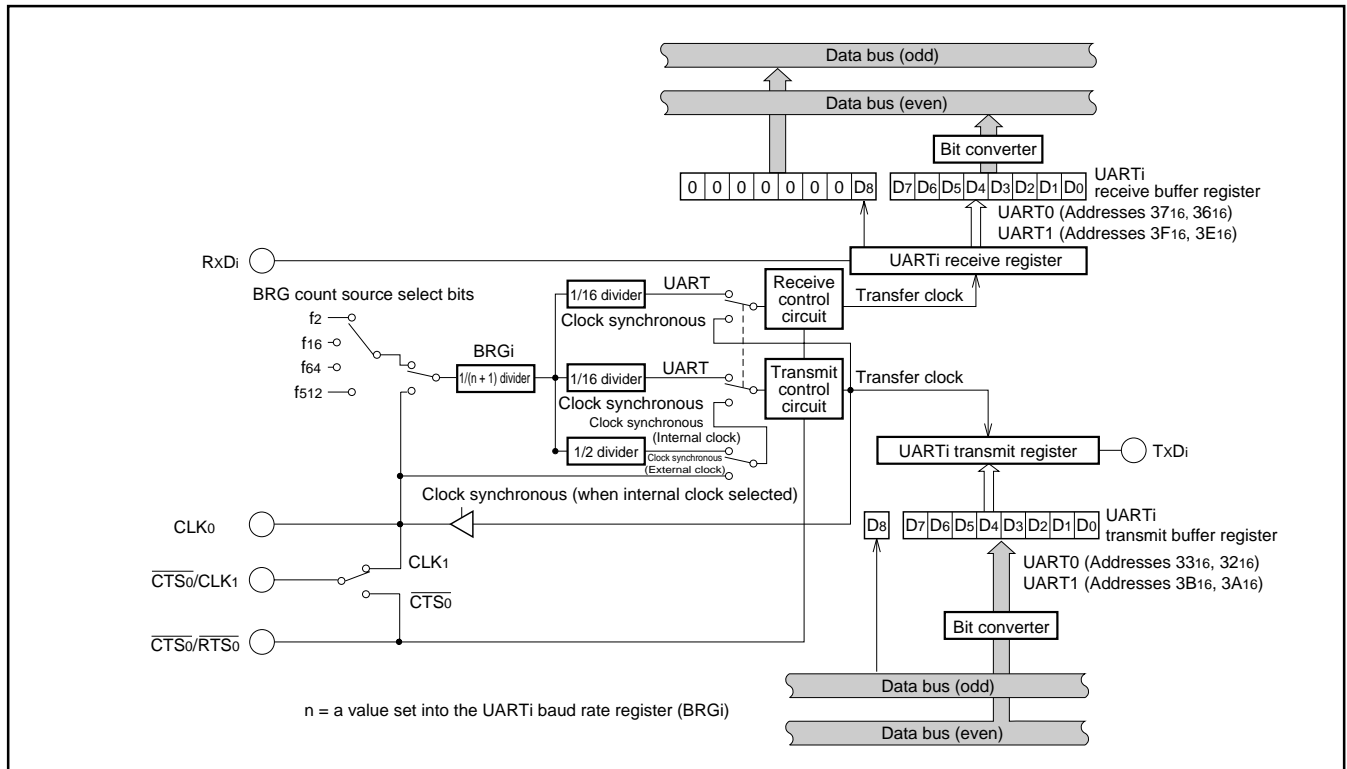 Data bus (odd)
Data bus (even)
Bit converter
0 0 0 0 0 0 0 D8
D7 D6 D5 D4 D3 D2 D1 D0
UARTi
receive buffer register
UART0 (Addresses 3716, 3616)
UART1 (Addresses 3F16, 3E16)
RxDi
UARTi receive register
BRG count source select bits
f2
f16
f64
f512
BRGi
1/(n + 1) divider
1/16 divider
UART
Clock synchronous
Receive
control
circuit
Transfer clock
1/16 divider
UART
Clock synchronous
Clock synchronous
(Internal clock)
1/2 divider
Clock synchronous
(External clock)
Transmit
control
circuit
Transfer clock
UARTi transmit register
TxDi
Clock synchronous (when internal clock selected)
CLK0
CLK1
CTS0/CLK1
CTS0
CTS0/RTS0
D8
D7 D6 D5 D4 D3 D2 D1 D0
UARTi
transmit buffer register
UART0 (Addresses 3316, 3216)
UART1 (Addresses 3B16, 3A16)
Bit converter
Data bus (odd)
Data bus (even)
n = a value set into the UARTi baud rate register (BRGi)